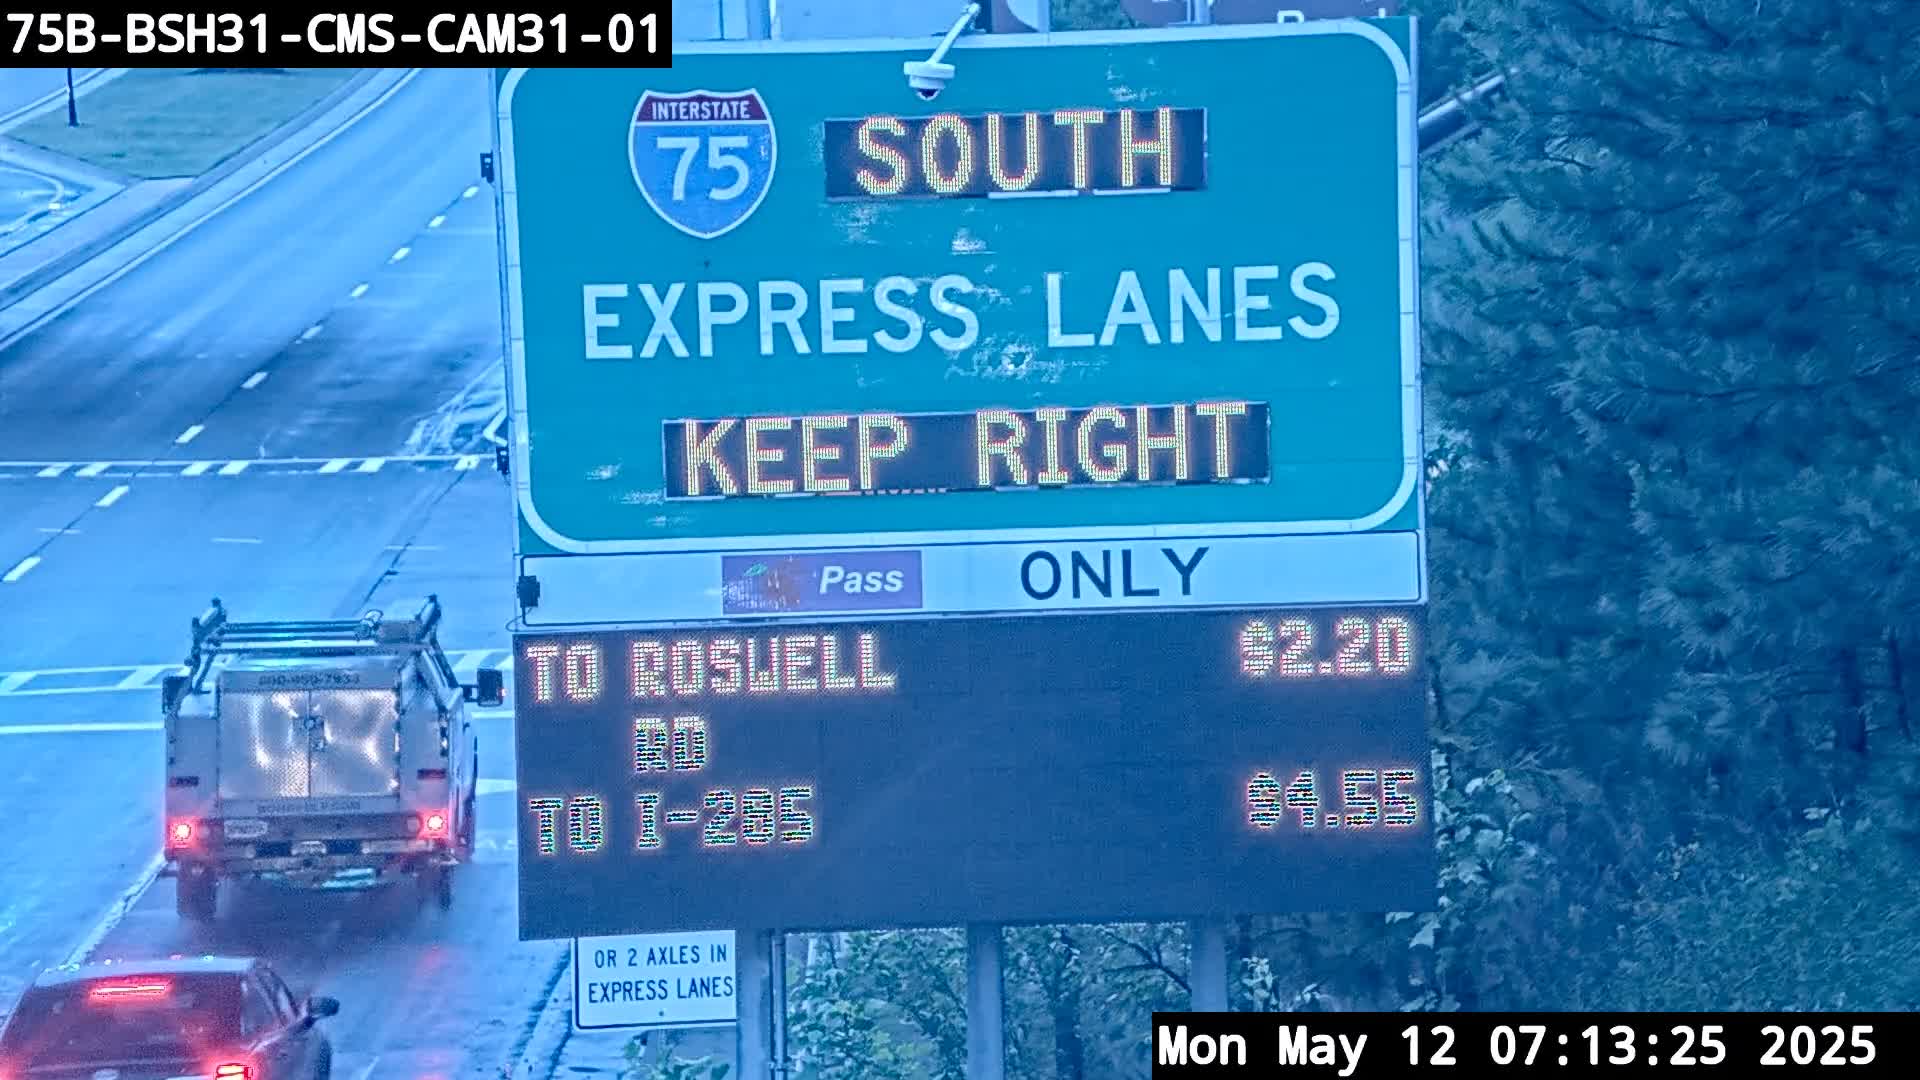 75B-BSH31-CMS-CAM31-01
INTERSTATE
75
SOUTH
EXPRESS LANES
KEEP RIGHT
Pass
ONLY
TO ROSWELL $2.20
RD
TO I-285 $4.55
OR 2 AXLES IN
EXPRESS LANES
Mon May 12 07:13:25 2025